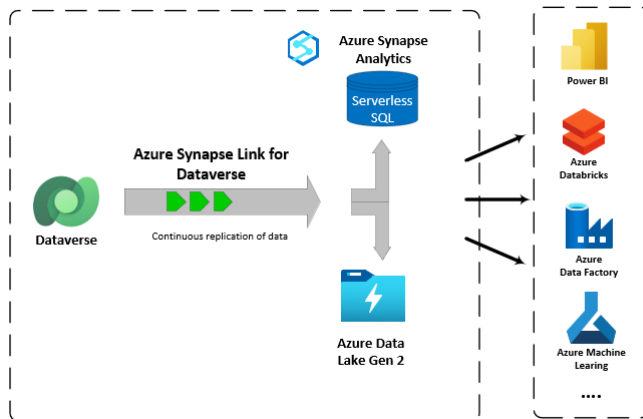 Azure Synapse
Analytics
Serverless
SQL
Azure Synapse Link for
Dataverse
Continuous replication of data
Dataverse
Azure Data
Lake Gen 2
Power BI
Azure
Databricks
Azure
Data Factory
Azure Machine
Learing
....